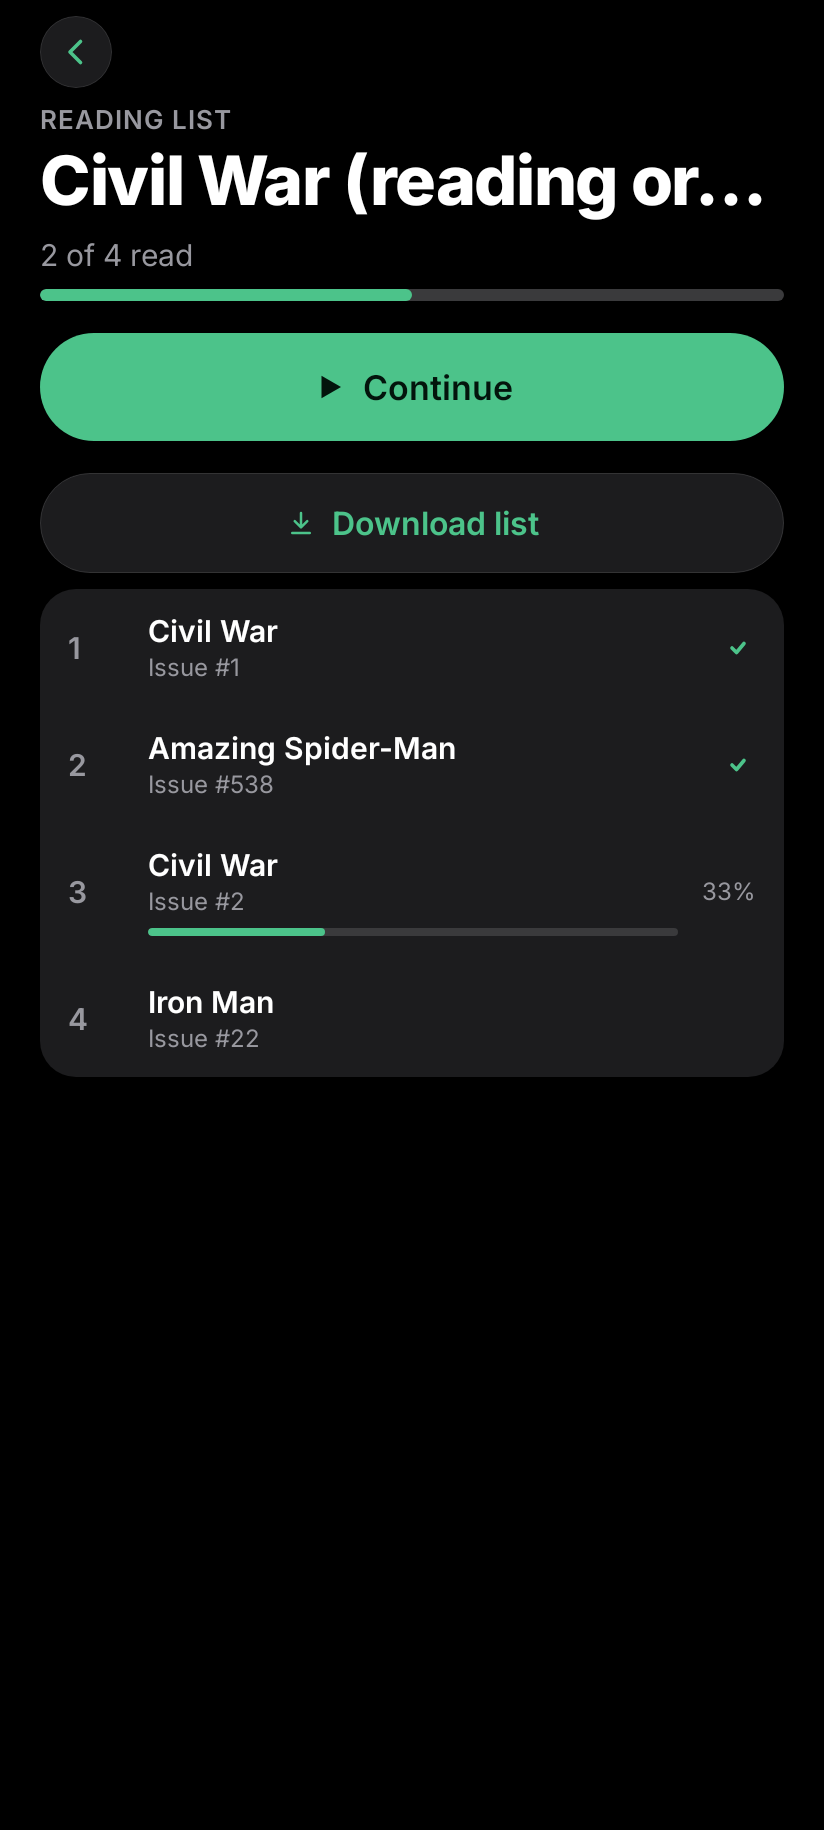 READING LIST
Civil War (reading or...
2 of 4 read
Continue
Download list
1
Civil War
Issue #1
2
Amazing Spider-Man
Issue #538
3
Civil War
Issue #2
33%
4
Iron Man
Issue #22